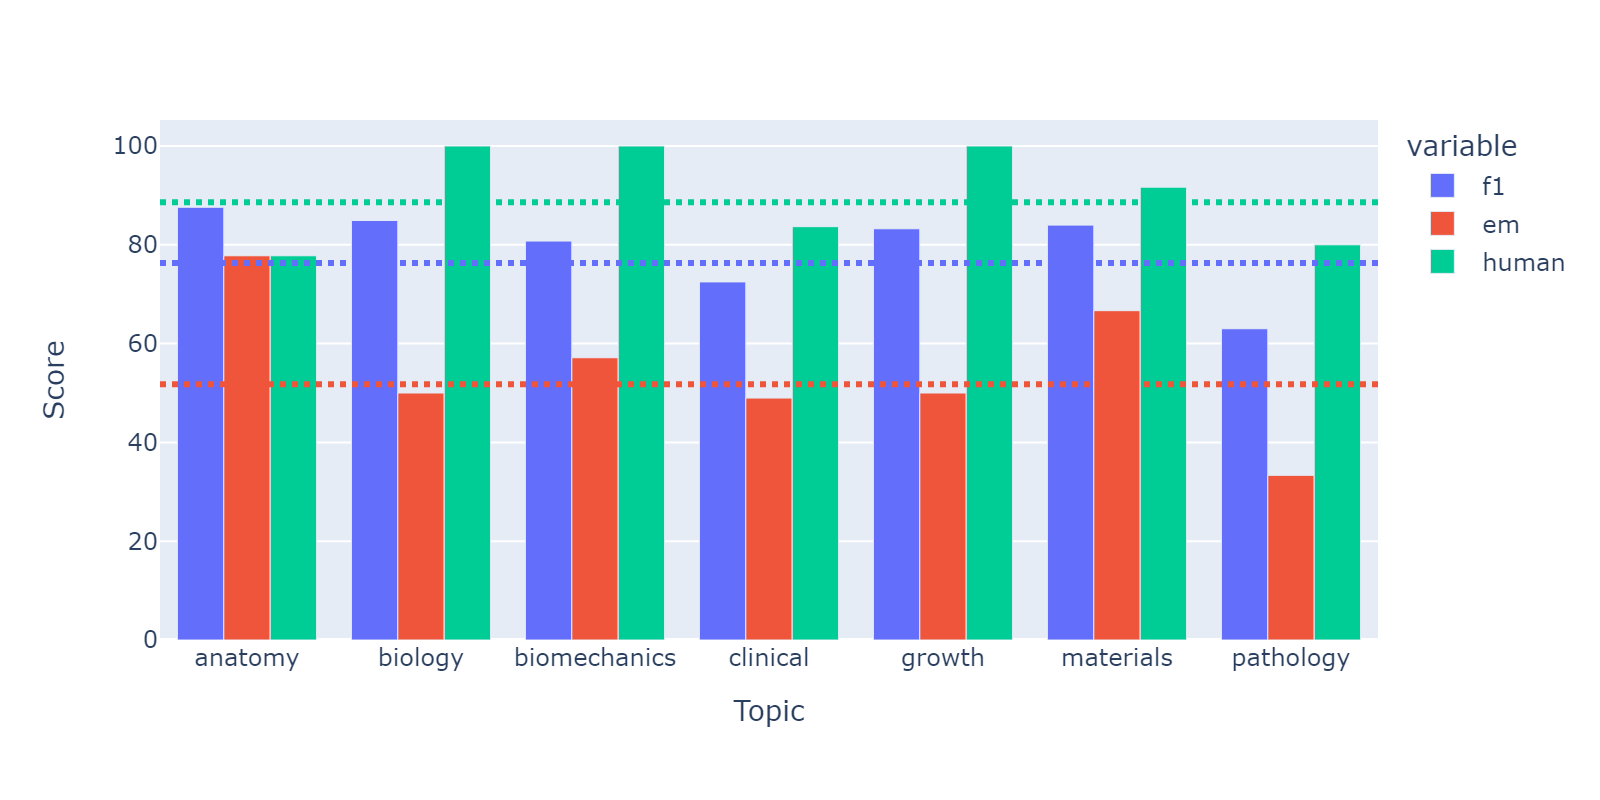 100
80
60
40
20
0
Score
anatomy biology biomechanics clinical growth materials pathology
Topic
variable
f1
em
human